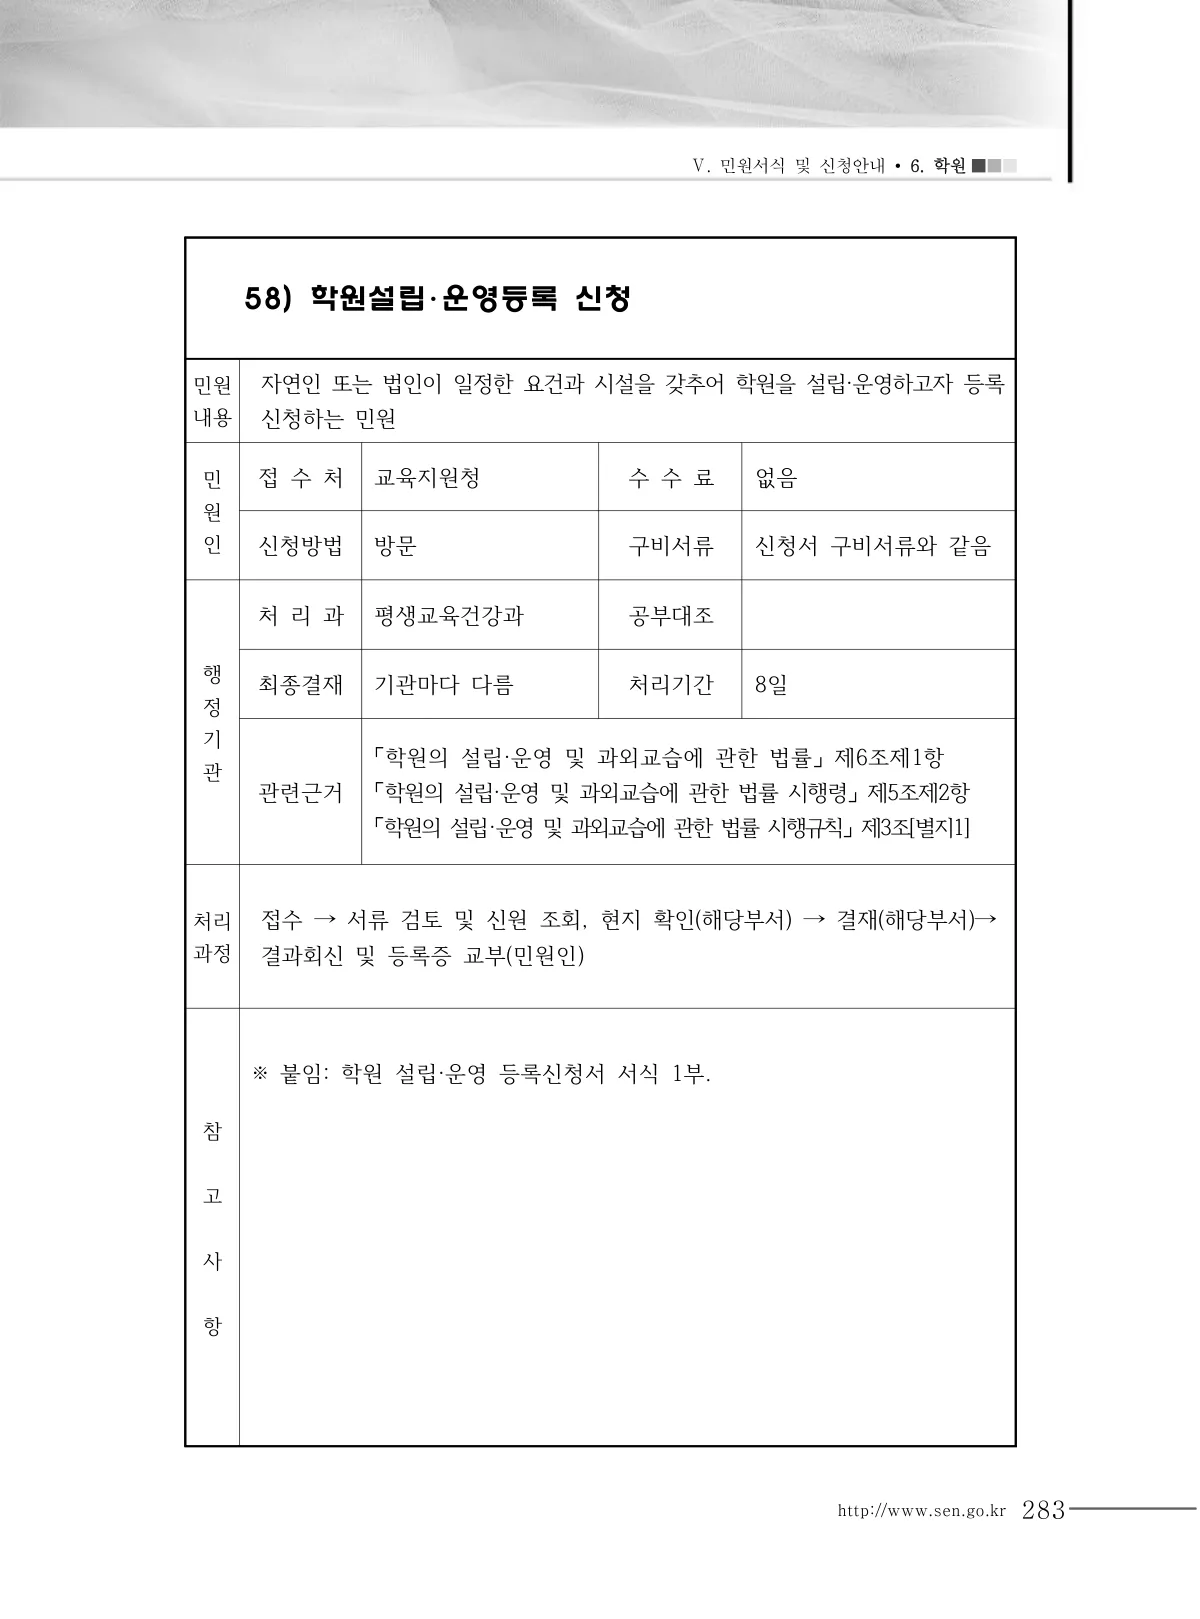 Ⅴ. 민원서식 및 신청안내 • 6. 학원
58) 학원설립·운영등록 신청
민원
내용
자연인 또는 법인이 일정한 요건과 시설을 갖추어 학원을 설립·운영하고자 등록
신청하는 민원
민
원
인
접 수 처
교육지원청
수 수 료
없음
신청방법
방문
구비서류
신청서 구비서류와 같음
행
정
기
관
처 리 과
평생교육건강과
공부대조
최종결재
기관마다 다름
처리기간
8일
관련근거
「학원의 설립·운영 및 과외교습에 관한 법률」 제6조제1항
「학원의 설립·운영 및 과외교습에 관한 법률 시행령」 제5조제2항
「학원의 설립·운영 및 과외교습에 관한 법률 시행규칙」 제3조[별지1]
처리
과정
접수 → 서류 검토 및 신원 조회, 현지 확인(해당부서) → 결재(해당부서)→
결과회신 및 등록증 교부(민원인)
참
고
사
항
※ 붙임: 학원 설립·운영 등록신청서 서식 1부.
http://www.sen.go.kr 283